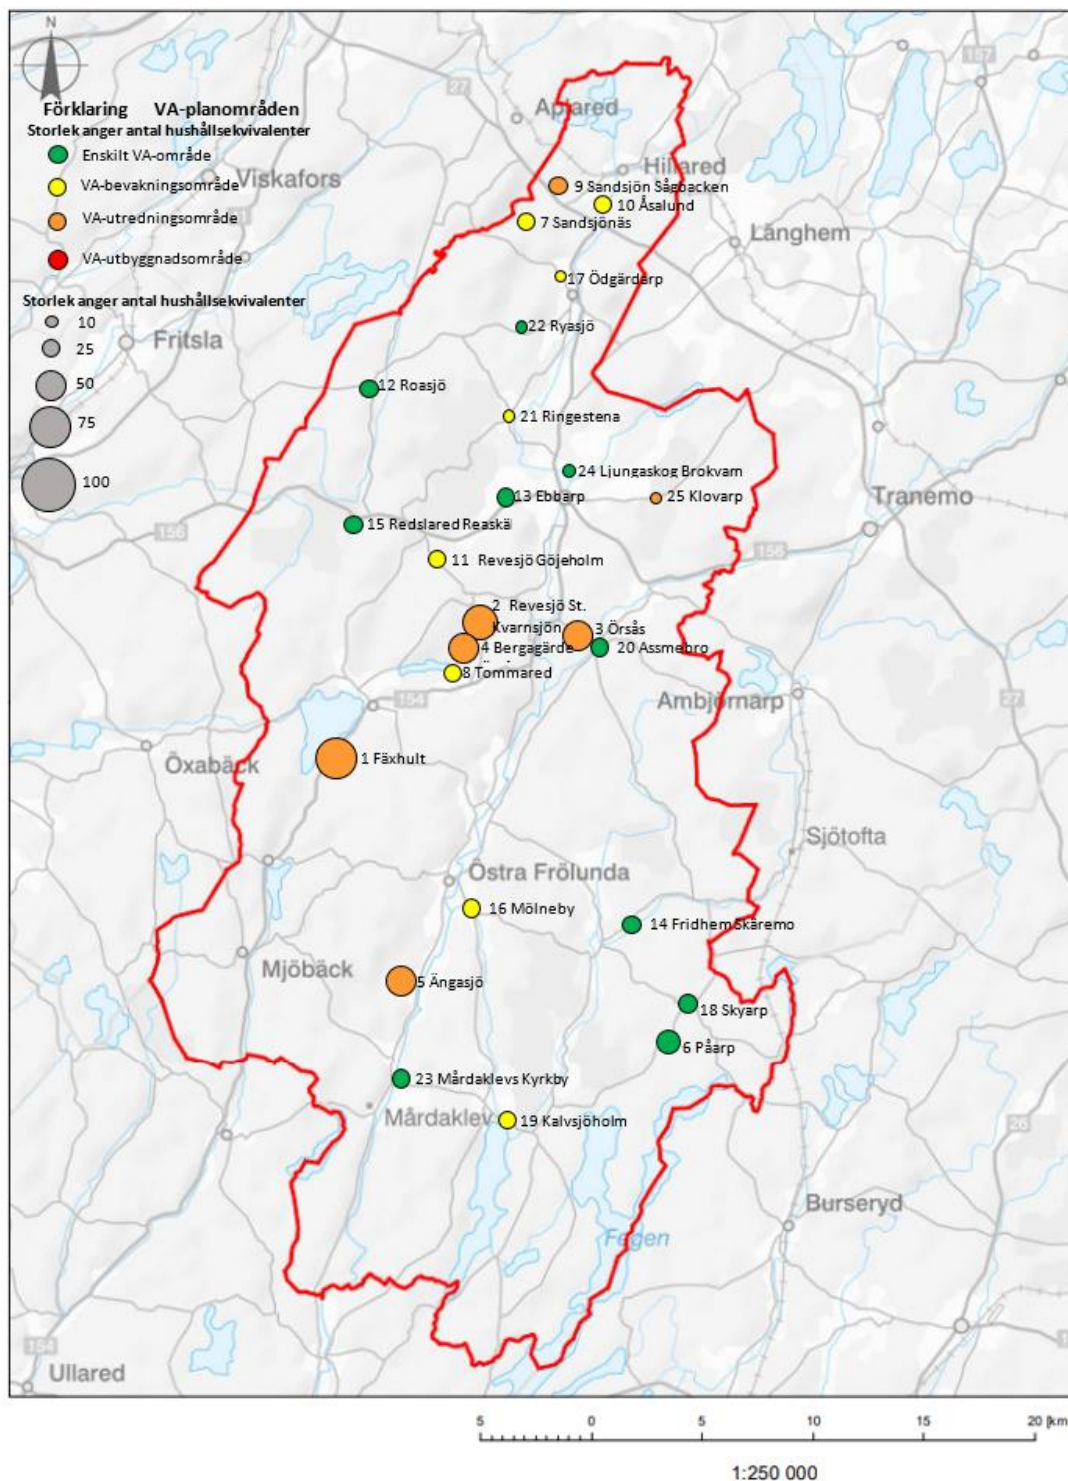 N
Förklaring VA-planområden
Storlek anger antal hushållsekvivalenter
Enskilt VA-område
VA-bevakningsområde
VA-utredningsområde
VA-utbyggnadsområde
Storlek anger antal hushållsekvivalenter
10
25
50
75
100
27
157
Aplared
Hillared
Viskafors
9 Sandsjön Sågbacken
10 Åsalund
7 Sandsjönäs
Länghem
17 Ödgärdarp
22 Ryasjö
Fritsla
12 Roasjö
21 Ringestena
24 Ljungaskog Brokvarn
13 Ebbarp
25 Klovarp
Tranemo
15 Redslared Reaskä
156
156
11 Revesjö Göjeholm
2 Revesjö St.
Kvarnsjön
3 Örsås
4 Bergagärde
20 Assmebro
8 Tommared
154
Ambjörnarp
27
Öxabäck
1 Fäxhult
Sjötofta
Östra Frölunda
16 Mölneby
14 Fridhem Skåremo
Mjöbäck
5 Ängasjö
18 Skyarp
6 Påarp
23 Mårdaklevs Kyrkby
Mårdaklev
19 Kalvsjöholm
26
Burseryd
Fegen
154
Ullared
5 0 5 10 15 20 [km
1:250 000